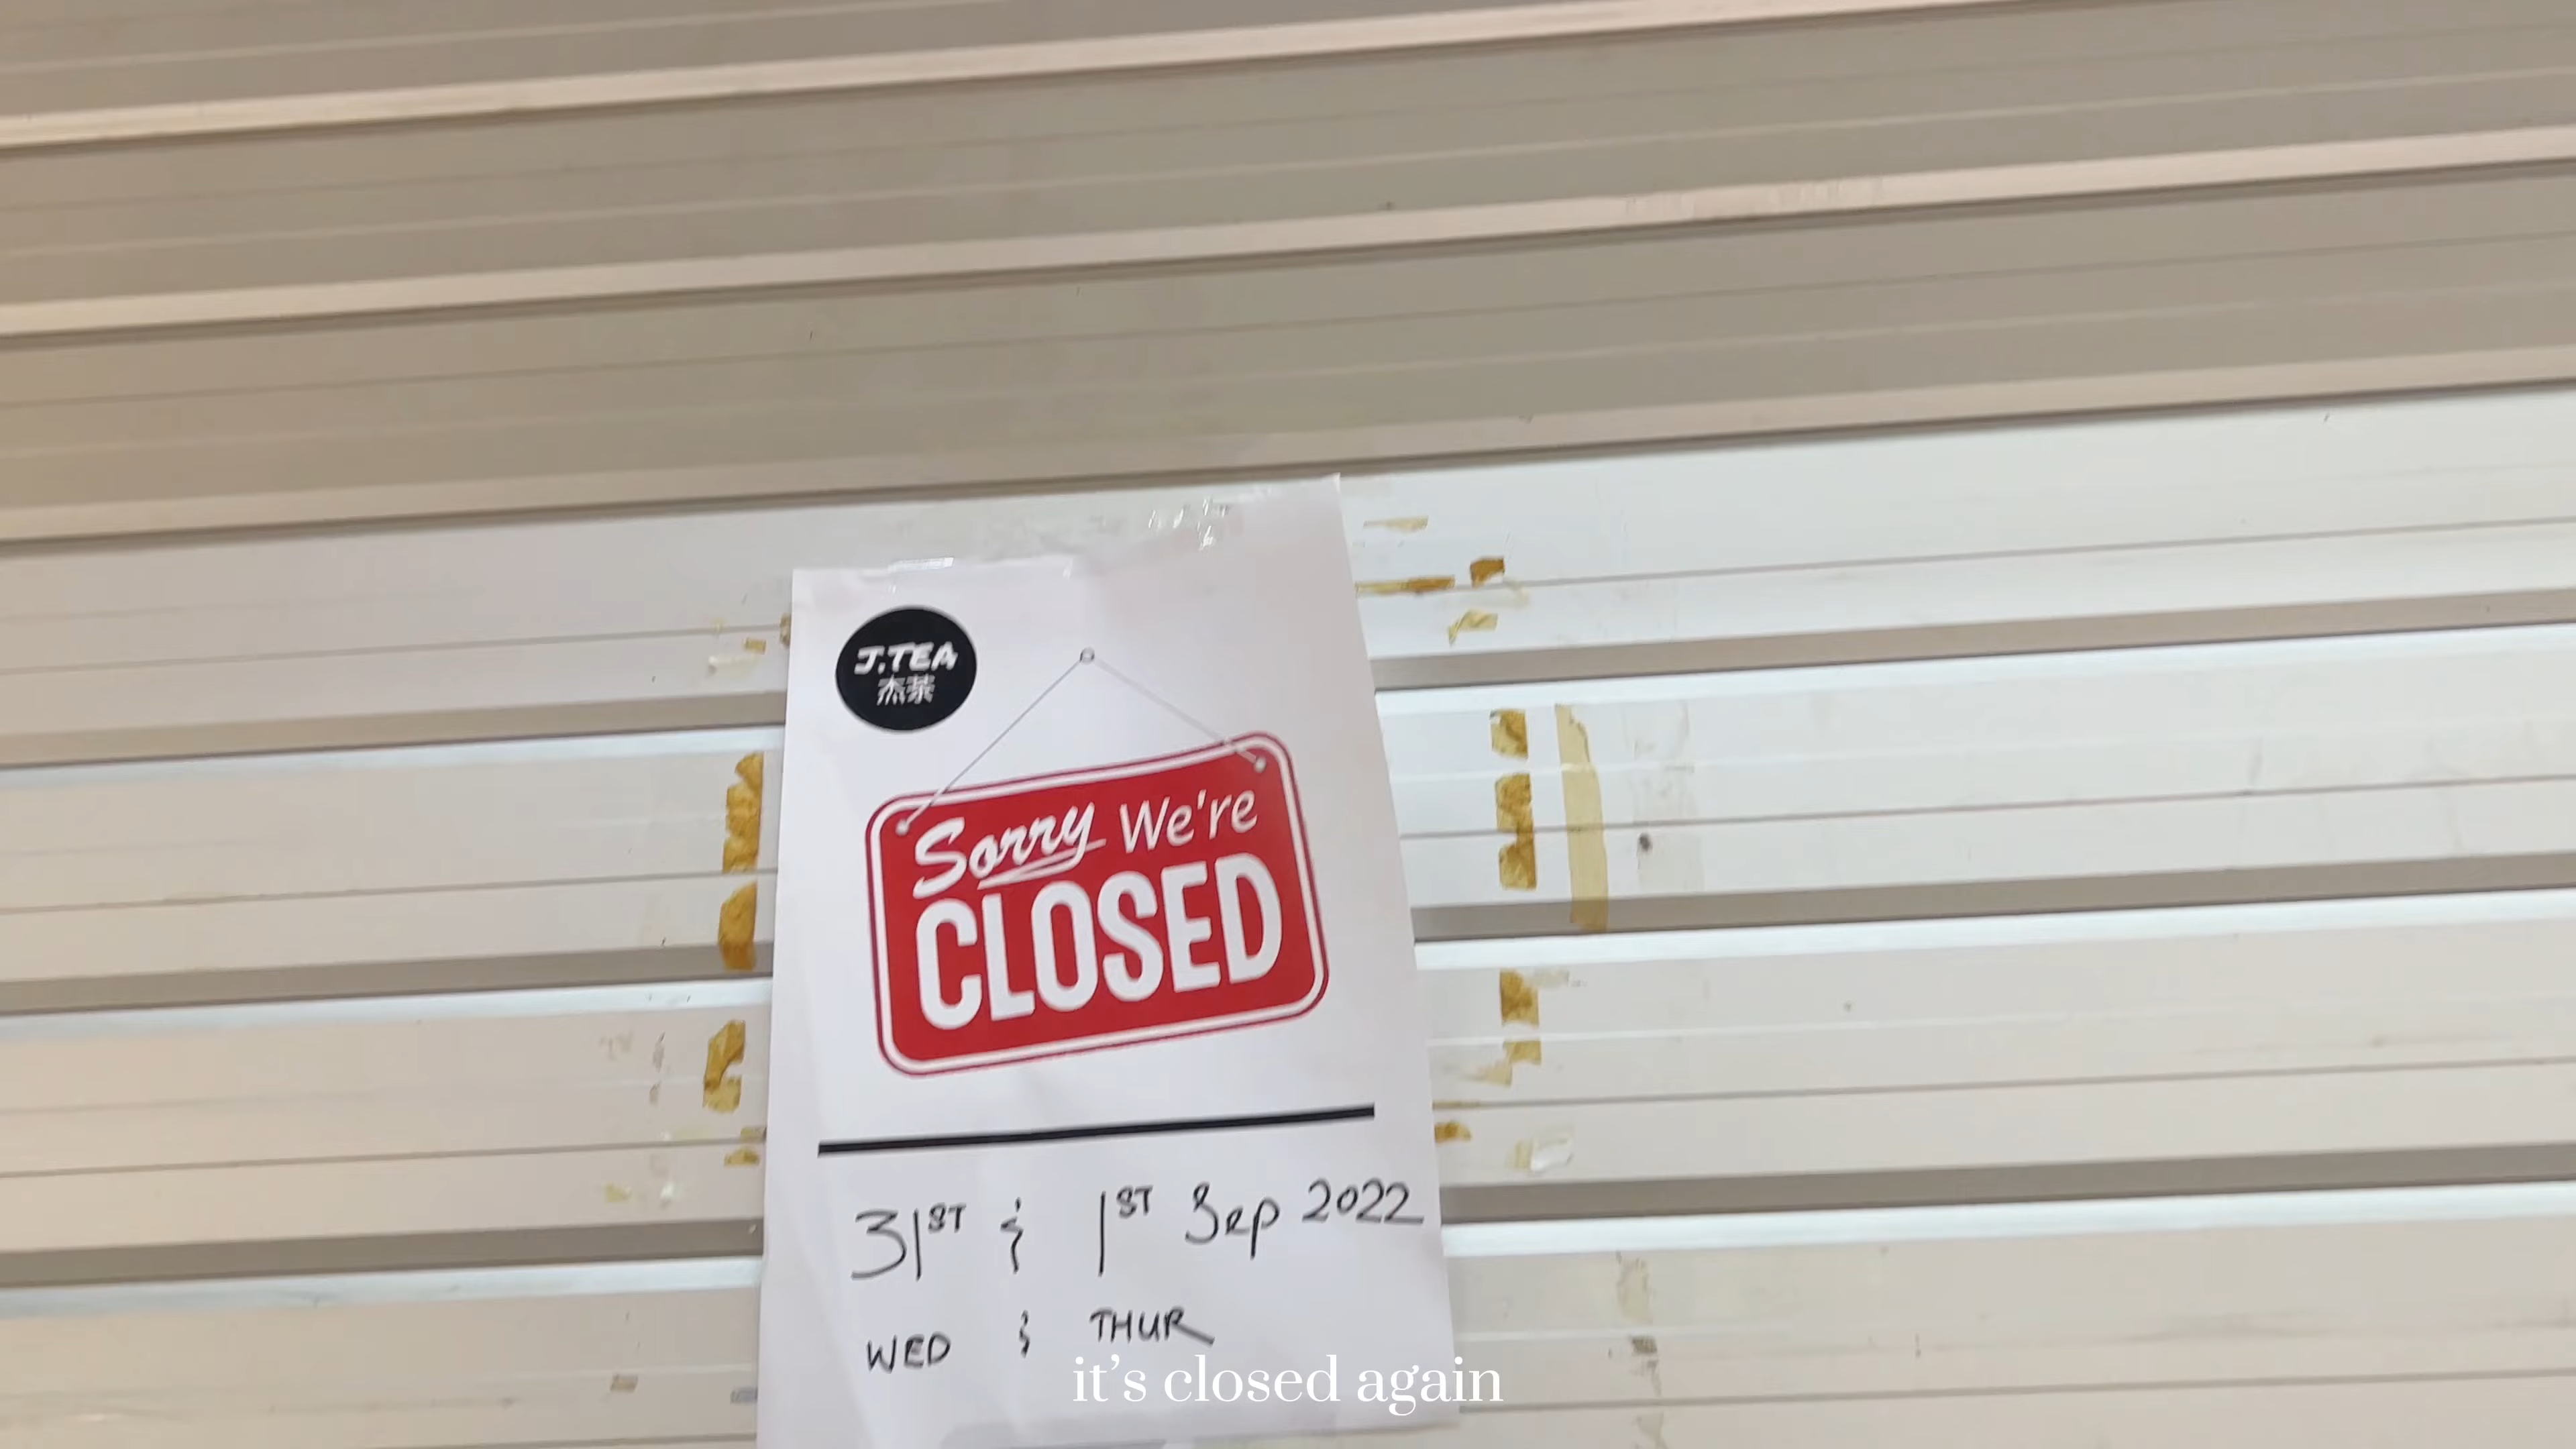 J.TEA
杰茶
Sorry We're
CLOSED
31ST & 1ST Sep 2022
WED & THUR
it's closed again